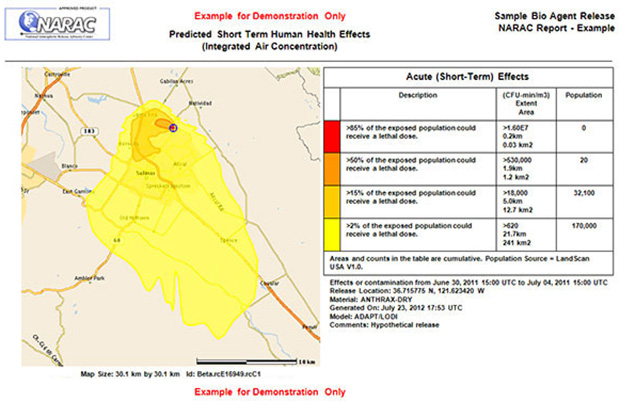 APPROVED PRODUCT
NARAC
National Atmospheric Release Advisory Center
Example for Demonstration Only
Predicted Short Term Human Health Effects
(Integrated Air Concentration)
Sample Bio Agent Release
NARAC Report - Example
Gabilan Acres
Natividad
183
Blanco
Salinas
Alisal
Spreckels Junction
East Garrison
Old Hilltown
68
Spence
Ambler Park
Chualar
10 km
Map Size: 30.1 km by 30.1 km Id: Beta.rcE16949.rcC1
Acute (Short-Term) Effects
Description
(CFU-min/m3)
Extent
Area
Population
>85% of the exposed population could
receive a lethal dose.
>1.60E7
0.2km
0.03 km2
0
>50% of the exposed population could
receive a lethal dose.
>530,000
1.9km
1.2 km2
20
>15% of the exposed population could
receive a lethal dose.
>18,000
5.0km
12.7 km2
32,100
>2% of the exposed population could
receive a lethal dose.
>620
21.7km
241 km2
170,000
Areas and counts in the table are cumulative. Population Source = LandScan
USA V1.0.
Effects or contamination from June 30, 2011 15:00 UTC to July 04, 2011 15:00 UTC
Release Location: 36.715775 N, 121.623420 W
Material: ANTHRAX-DRY
Generated On: July 23, 2012 17:53 UTC
Model: ADAPT/LODI
Comments: Hypothetical release
Example for Demonstration Only